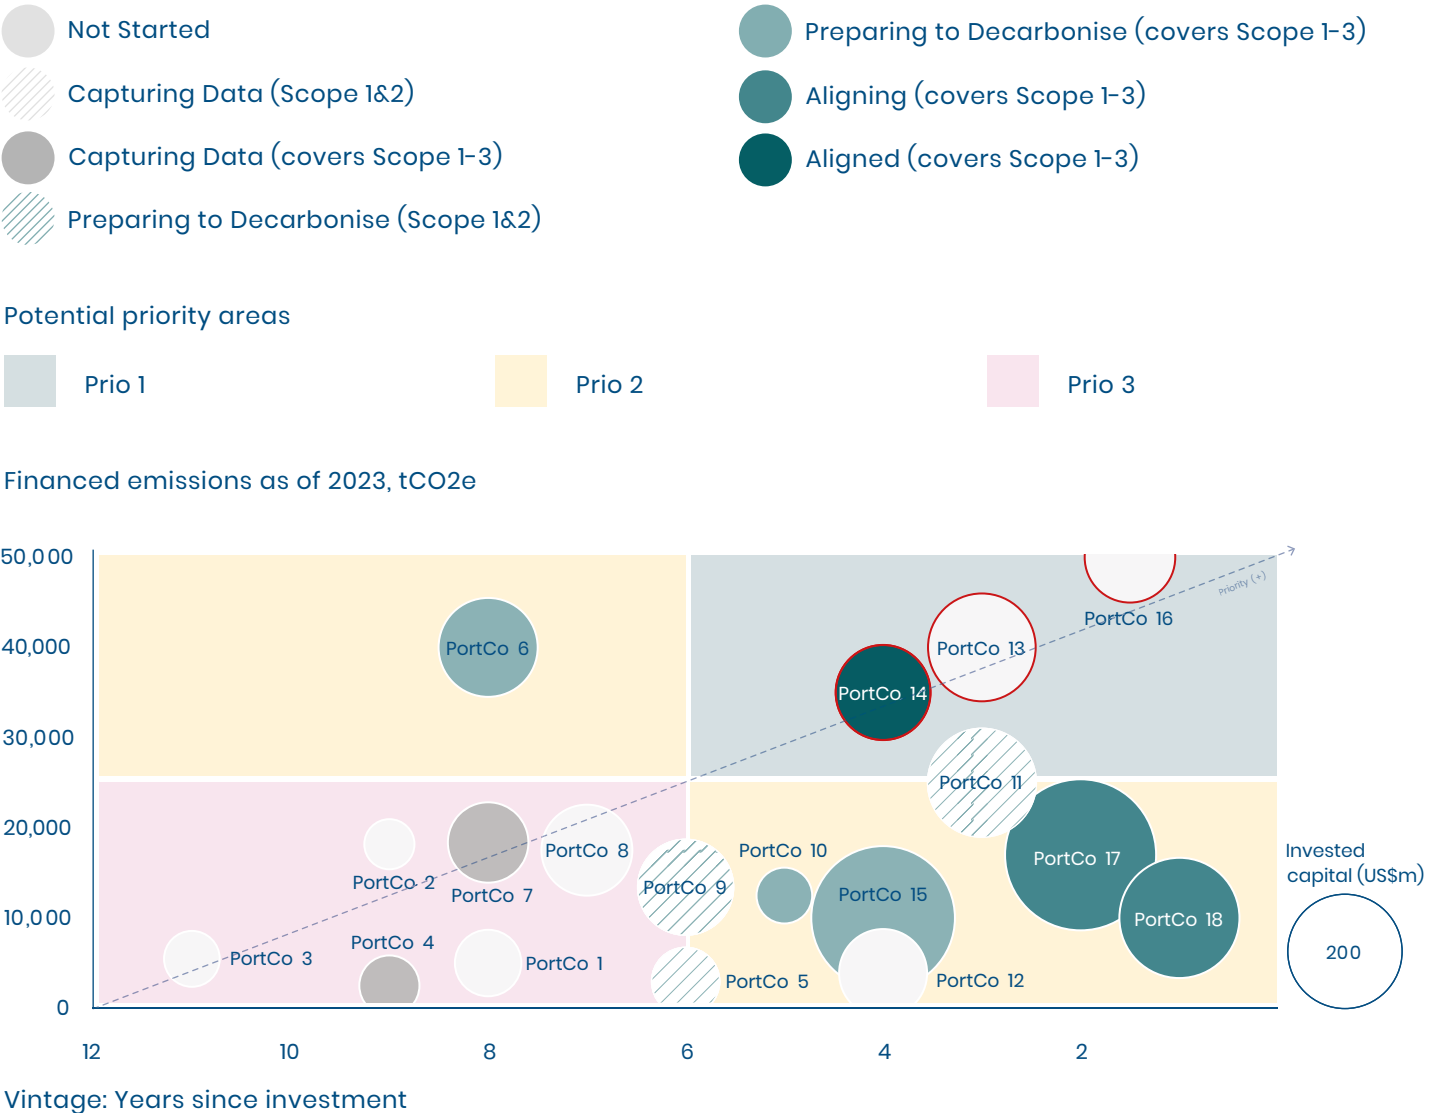 Not Started
Capturing Data (Scope 1&2)
Capturing Data (covers Scope 1-3)
Preparing to Decarbonise (Scope 1&2)
Preparing to Decarbonise (covers Scope 1-3)
Aligning (covers Scope 1-3)
Aligned (covers Scope 1-3)
Potential priority areas
Prio 1
Prio 2
Prio 3
Financed emissions as of 2023, tCO2e
50,000
40,000
30,000
20,000
10,000
0
Priority (+)
PortCo 16
PortCo 6
PortCo 13
PortCo 14
PortCo 11
PortCo 8
PortCo 10
PortCo 17
PortCo 2
PortCo 7
PortCo 9
PortCo 15
PortCo 18
PortCo 4
PortCo 3
PortCo 1
PortCo 5
PortCo 12
Invested
capital (US$m)
200
12
10
8
6
4
2
Vintage: Years since investment